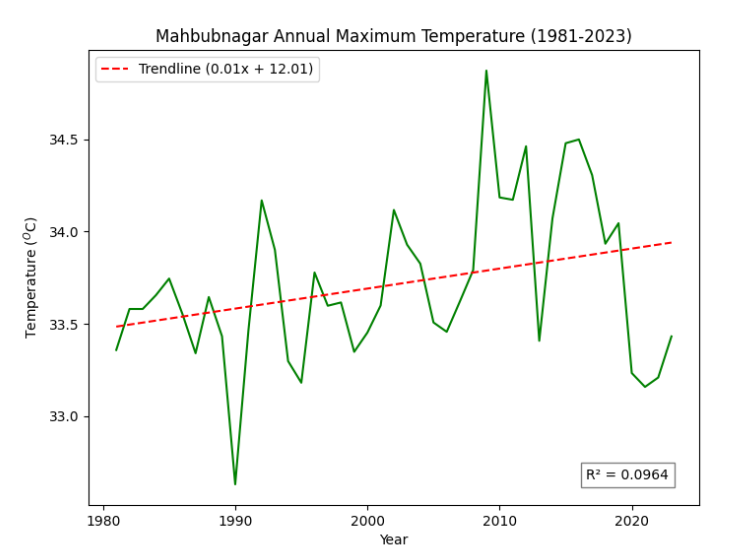 Mahbubnagar Annual Maximum Temperature (1981-2023)
Trendline (0.01x + 12.01)
34.5
34.0
33.5
33.0
Temperature (⁰C)
R² = 0.0964
1980 1990 2000 2010 2020
Year